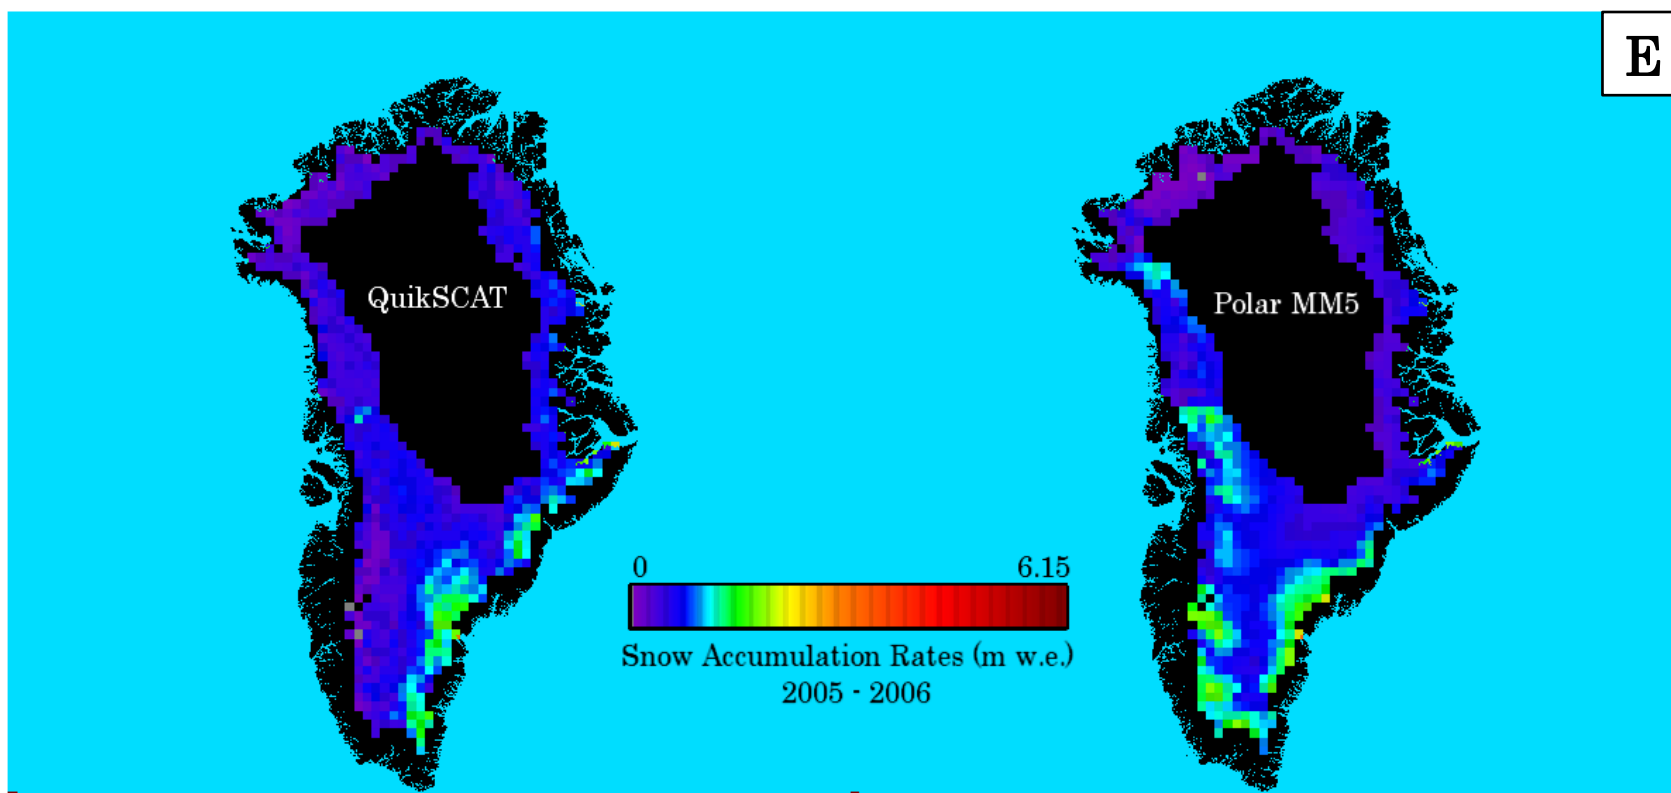 E
QuikSCAT
Polar MM5
0 6.15
Snow Accumulation Rates (m w.e.)
2005 - 2006